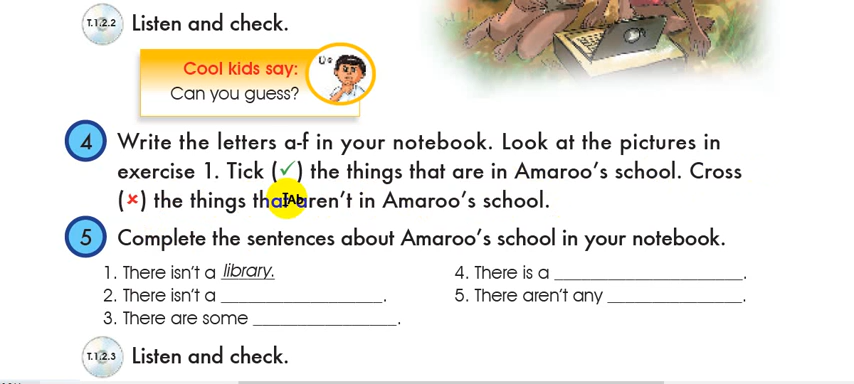 T.1.2.2 Listen and check.
Cool kids say:
Can you guess?
4 Write the letters a-f in your notebook. Look at the pictures in
exercise 1. Tick (✓) the things that are in Amaroo's school. Cross
(✗) the things that aren't in Amaroo's school.
5 Complete the sentences about Amaroo's school in your notebook.
1. There isn't a library.
2. There isn't a ________________.
3. There are some ______________.
4. There is a ___________________.
5. There aren't any _____________.
T.1.2.3 Listen and check.